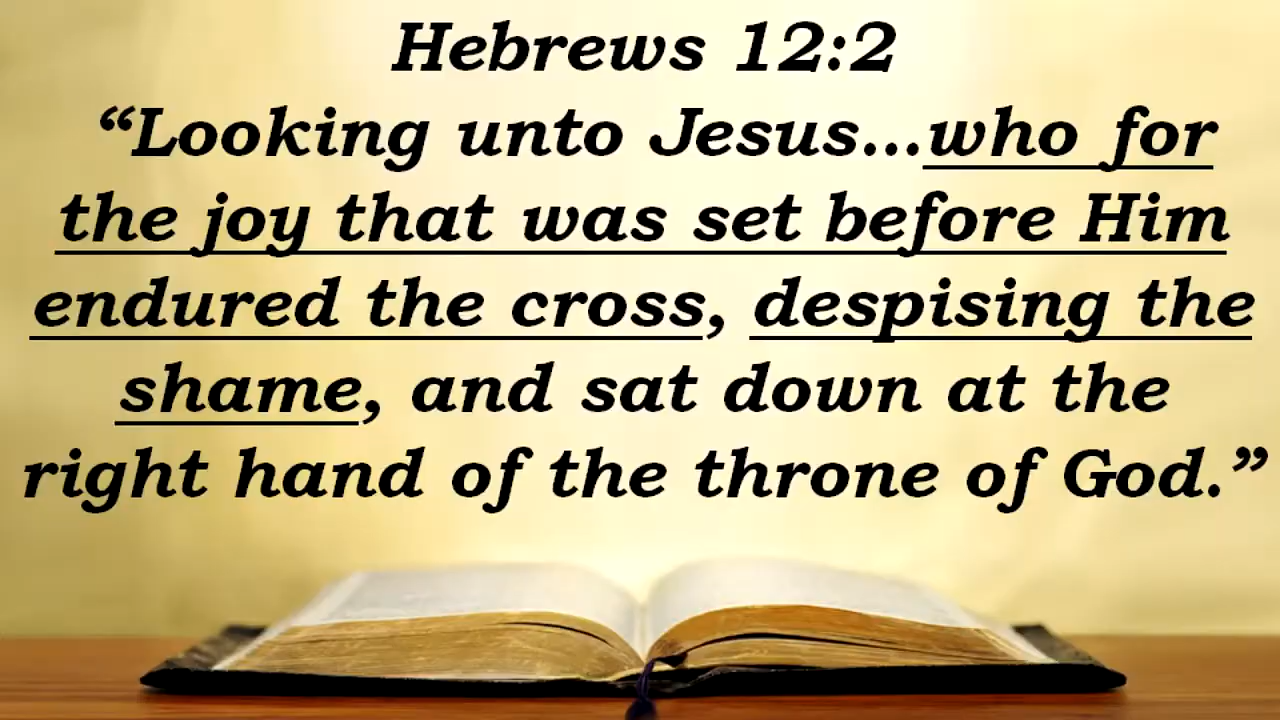 Hebrews 12:2
“Looking unto Jesus...who for
the joy that was set before Him
endured the cross, despising the
shame, and sat down at the
right hand of the throne of God.”